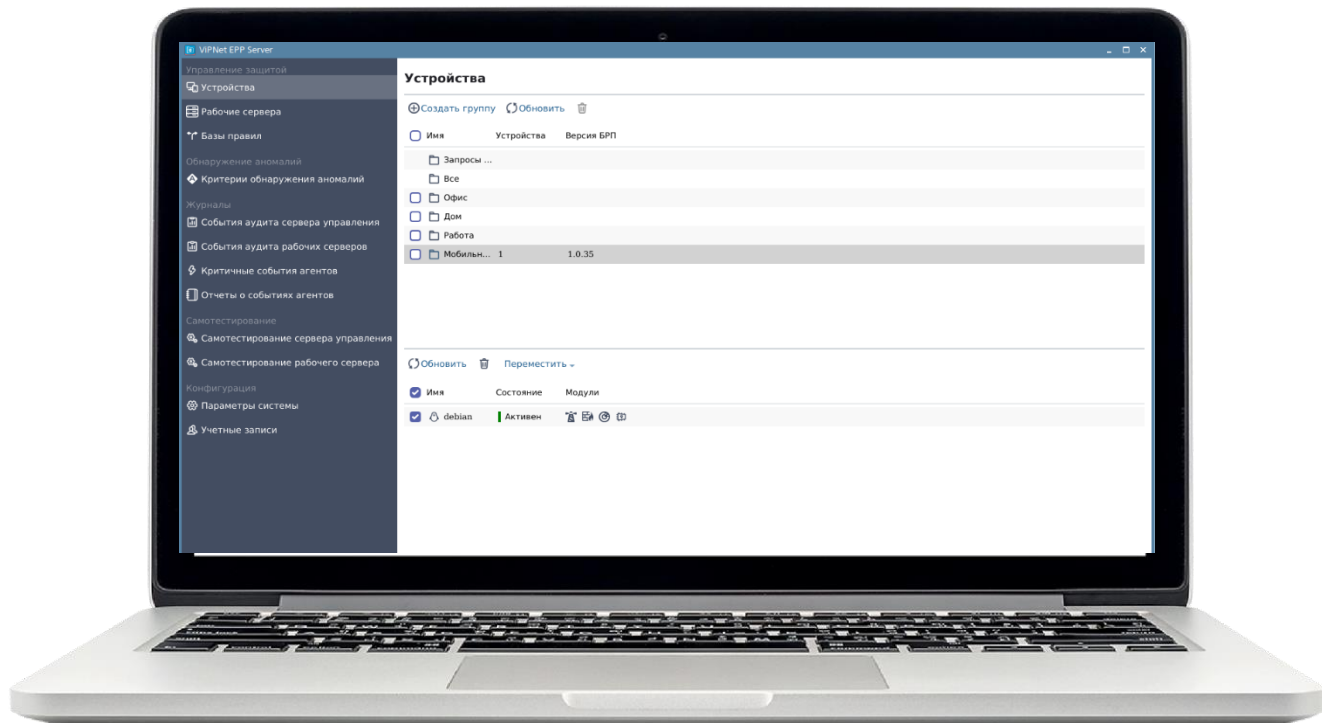 ViPNet EPP Server
Управление защитой
Устройства
Рабочие сервера
Базы правил
Обнаружение аномалий
Критерии обнаружения аномалий
Журналы
События аудита сервера управления
События аудита рабочих серверов
Критичные события агентов
Отчеты о событиях агентов
Самотестирование
Самотестирование сервера управления
Самотестирование рабочего сервера
Конфигурация
Параметры системы
Учетные записи
Устройства
Создать группу Обновить
Имя Устройства Версия БРП
Запросы ...
Все
Офис
Дом
Работа
Мобильн... 1 1.0.35
Обновить Переместить
Имя Состояние Модули
debian Активен